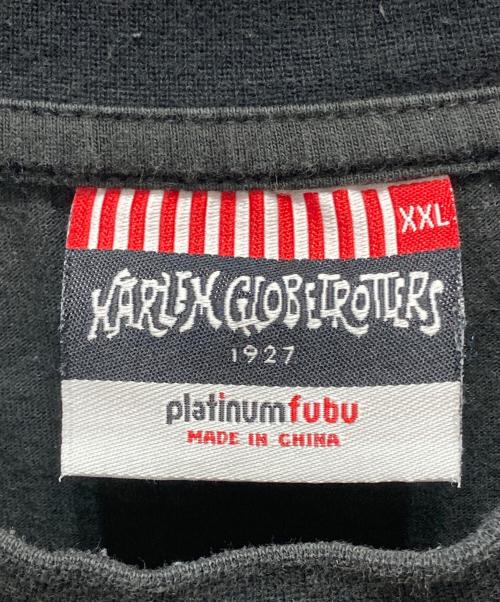 XXL
HARLEM GLOBETROTTERS
1927
platinumfubu
MADE IN CHINA